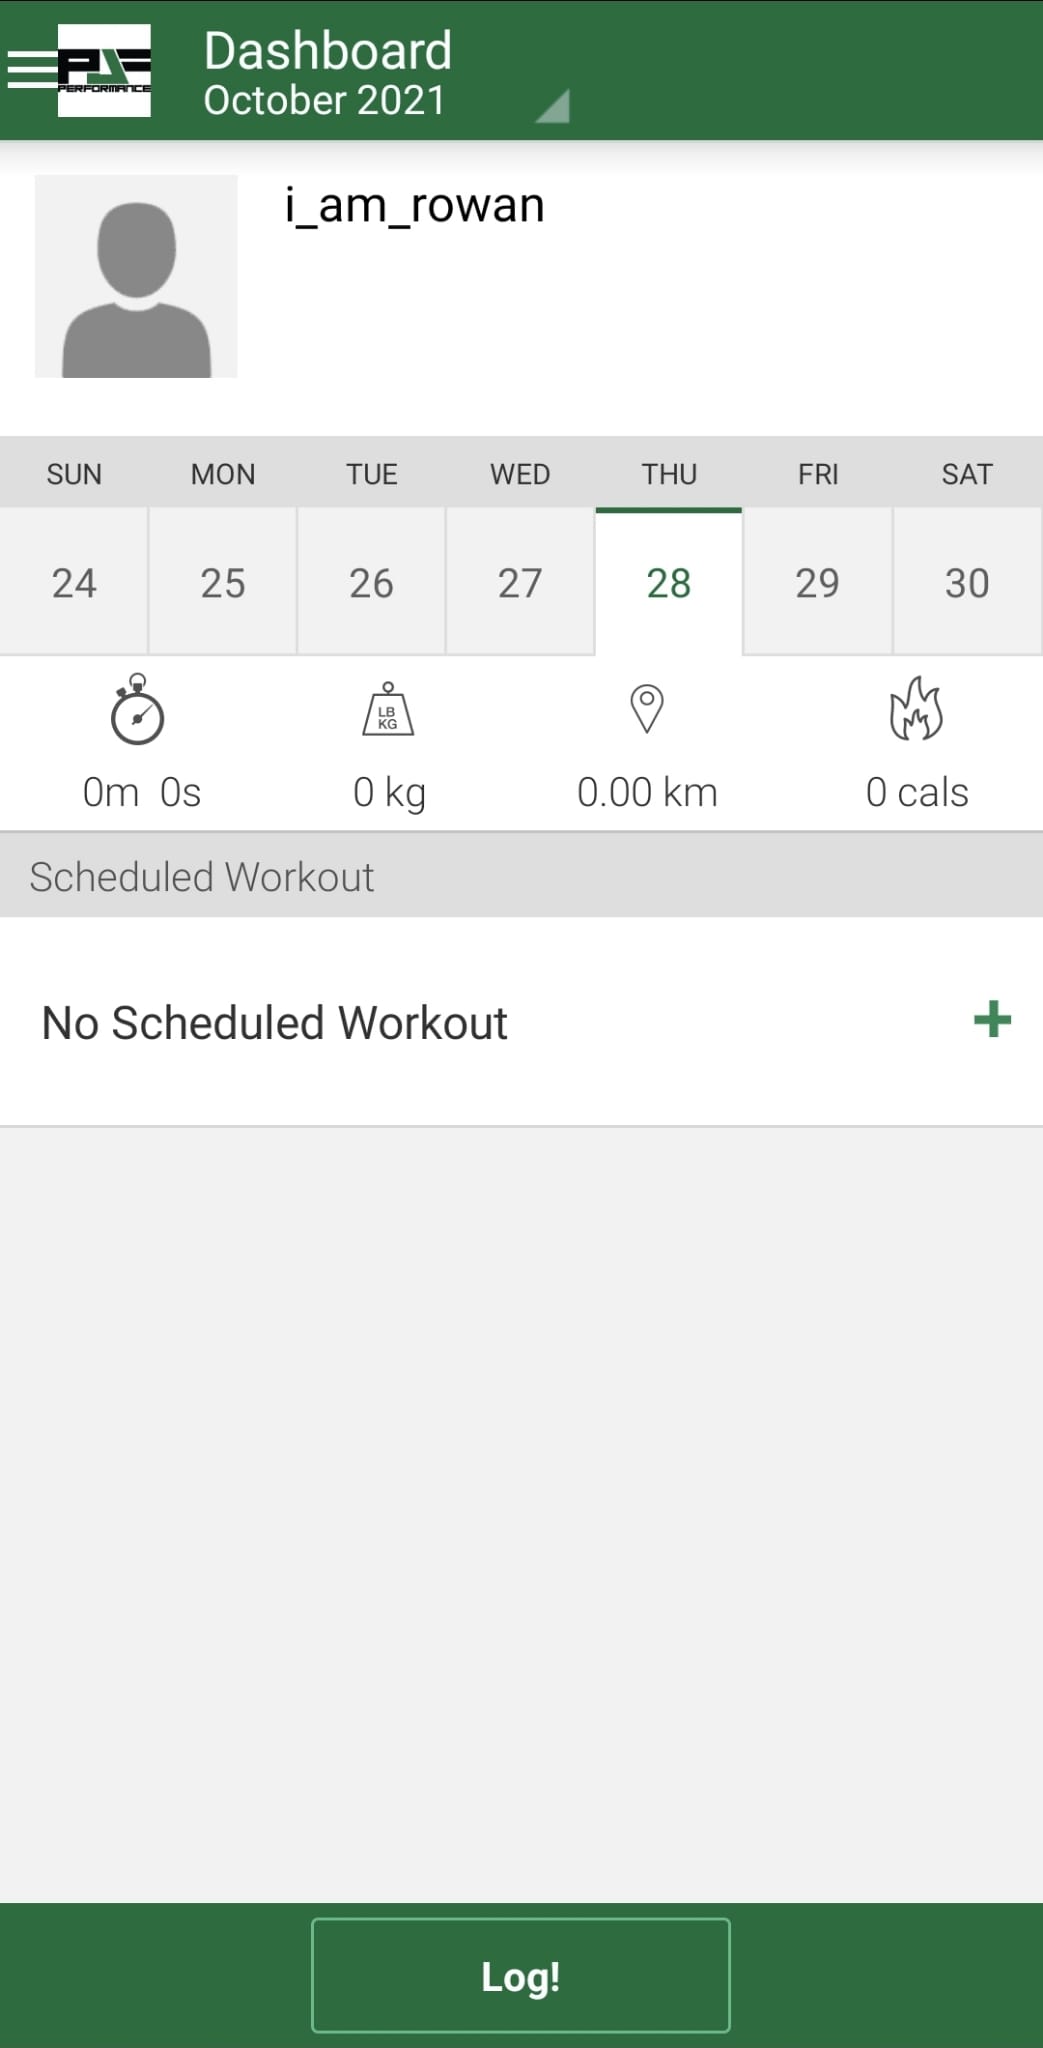 Dashboard
October 2021
PERFORMANCE
i_am_rowan
SUN MON TUE WED THU FRI SAT
24 25 26 27 28 29 30
LB
KG
0m 0s 0 kg 0.00 km 0 cals
Scheduled Workout
No Scheduled Workout +
Log!